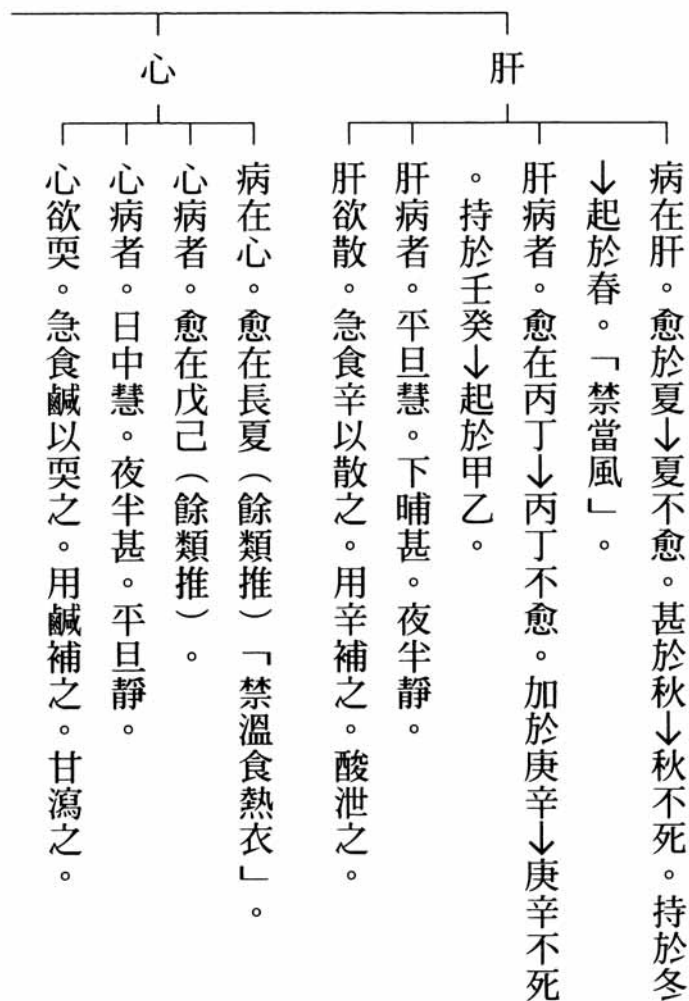 肝
病在肝。愈於夏↓夏不愈。甚於秋↓秋不死。持於冬
↓起於春。「禁當風」。
肝病者。愈在丙丁↓丙丁不愈。加於庚辛↓庚辛不死
。持於壬癸↓起於甲乙。
肝病者。平旦慧。下晡甚。夜半靜。
肝欲散。急食辛以散之。用辛補之。酸泄之。
心
病在心。愈在長夏（餘類推）「禁溫食熱衣」。
心病者。愈在戊己（餘類推）。
心病者。日中慧。夜半甚。平旦靜。
心欲耎。急食鹹以耎之。用鹹補之。甘瀉之。